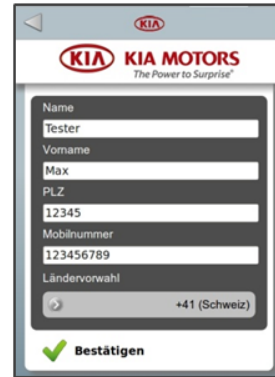 KIA
KIA KIA MOTORS
The Power to Surprise"
Name
Tester
Vorname
Max
PLZ
12345
Mobilnummer
123456789
Ländervorwahl
+41 (Schweiz)
Bestätigen